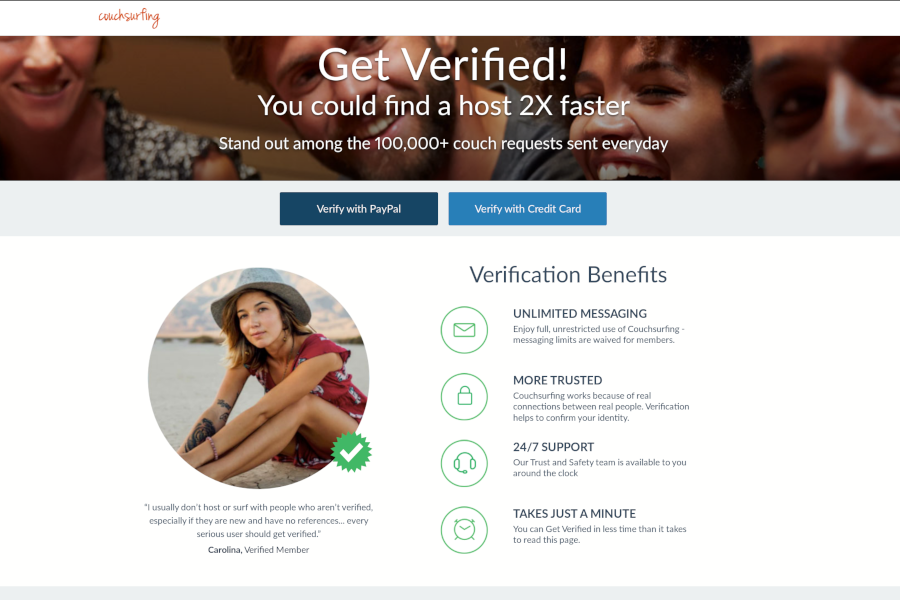 couchsurfing
Get Verified!
You could find a host 2X faster
Stand out among the 100,000+ couch requests sent everyday
Verify with PayPal
Verify with Credit Card
“I usually don’t host or surf with people who aren’t verified,
especially if they are new and have no references... every
serious user should get verified.”
Carolina, Verified Member
Verification Benefits
UNLIMITED MESSAGING
Enjoy full, unrestricted use of Couchsurfing -
messaging limits are waived for members.
MORE TRUSTED
Couchsurfing works because of real
connections between real people. Verification
helps to confirm your identity.
24/7 SUPPORT
Our Trust and Safety team is available to you
around the clock
TAKES JUST A MINUTE
You can Get Verified in less time than it takes
to read this page.